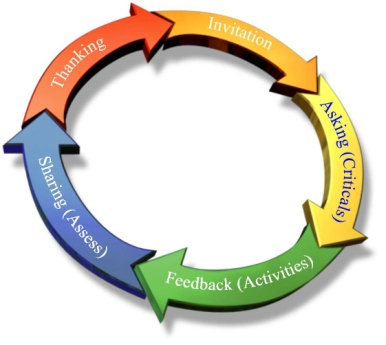 Invitation
Asking (Criticals)
Feedback (Activities)
Sharing (Assess)
Thanking